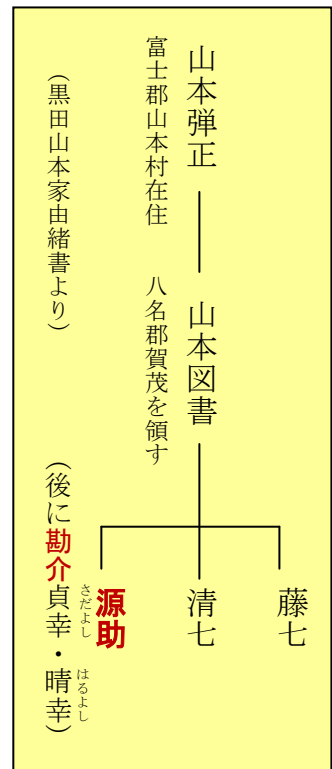 山本弾正
富士郡山本村在住
山本図書
八名郡賀茂を領す
藤七
清七
源助
(後に勘介貞幸・晴幸)
さだよし
はるよし
(黒田山本家由緒書より)